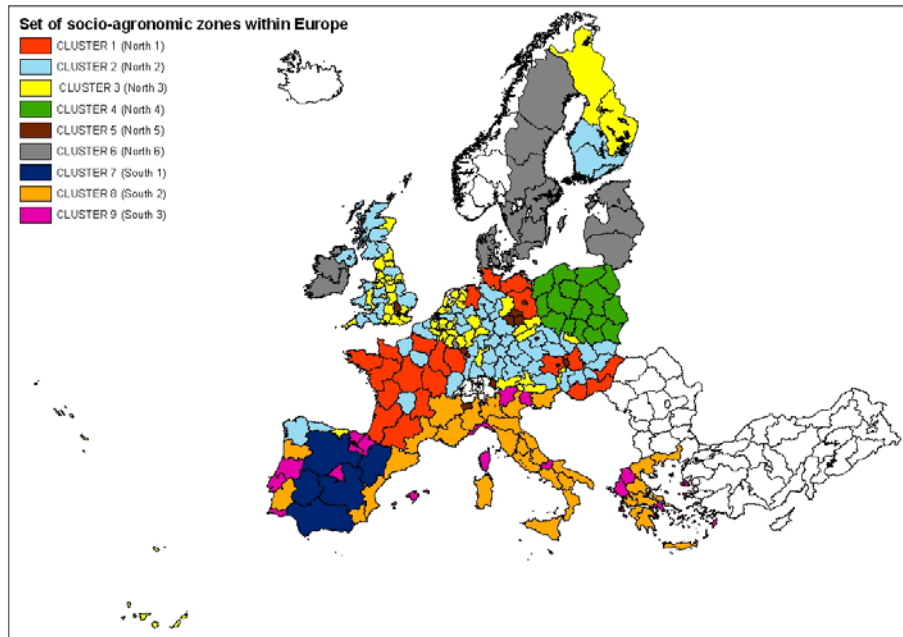 Set of socio-agronomic zones within Europe
CLUSTER 1 (North 1)
CLUSTER 2 (North 2)
CLUSTER 3 (North 3)
CLUSTER 4 (North 4)
CLUSTER 5 (North 5)
CLUSTER 6 (North 6)
CLUSTER 7 (South 1)
CLUSTER 8 (South 2)
CLUSTER 9 (South 3)